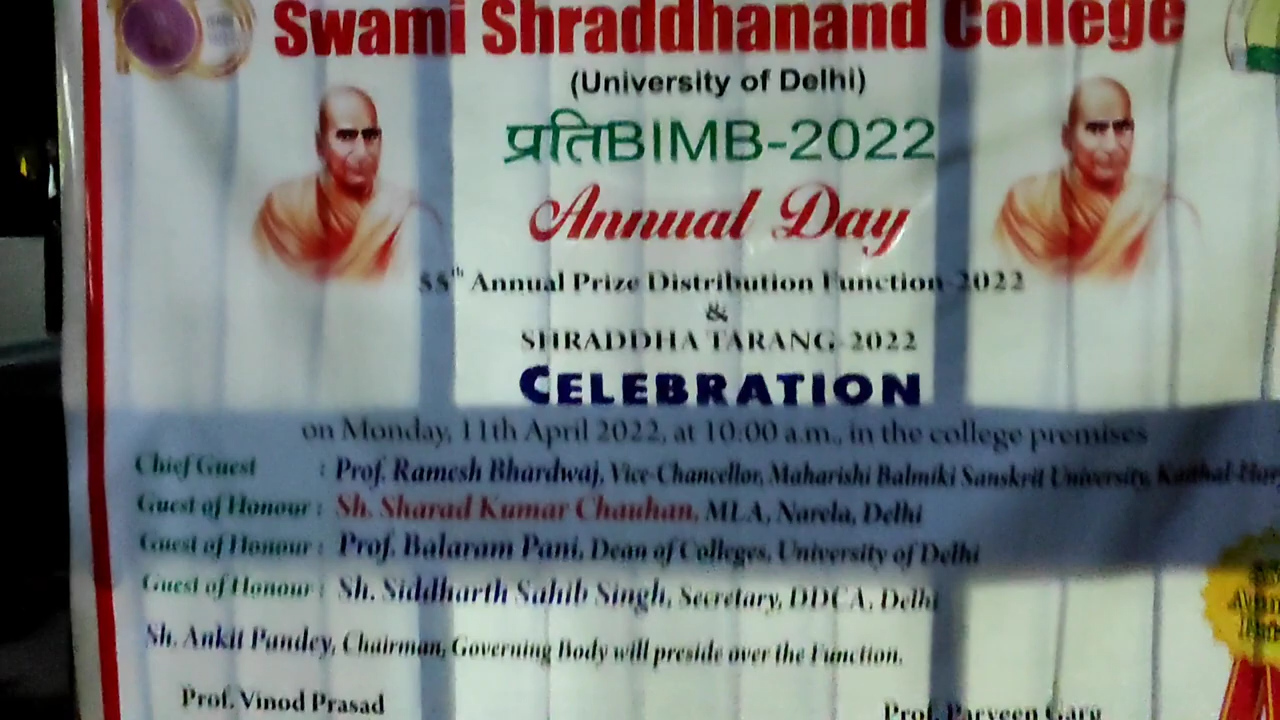 Swami Shraddhanand College
(University of Delhi)
प्रतिBIMB-2022
Annual Day
55th Annual Prize Distribution Function-2022
&
SHRADDHA TARANG-2022
CELEBRATION
on Monday, 11th April 2022, at 10:00 a.m., in the college premises
Chief Guest : Prof. Ramesh Bhardwaj, Vice-Chancellor, Maharishi Balmiki Sanskrit University, Kaithal-
Guest of Honour : Sh. Sharad Kumar Chauhan, MLA, Narela, Delhi
Guest of Honour : Prof. Balaram Pani, Dean of Colleges, University of Delhi
Guest of Honour : Sh. Siddharth Sahib Singh, Secretary, DDCA, Delhi
Sh. Ankit Pandey, Chairman, Governing Body will preside over the Function.
Prof. Vinod Prasad
Prof. Parveen Garg